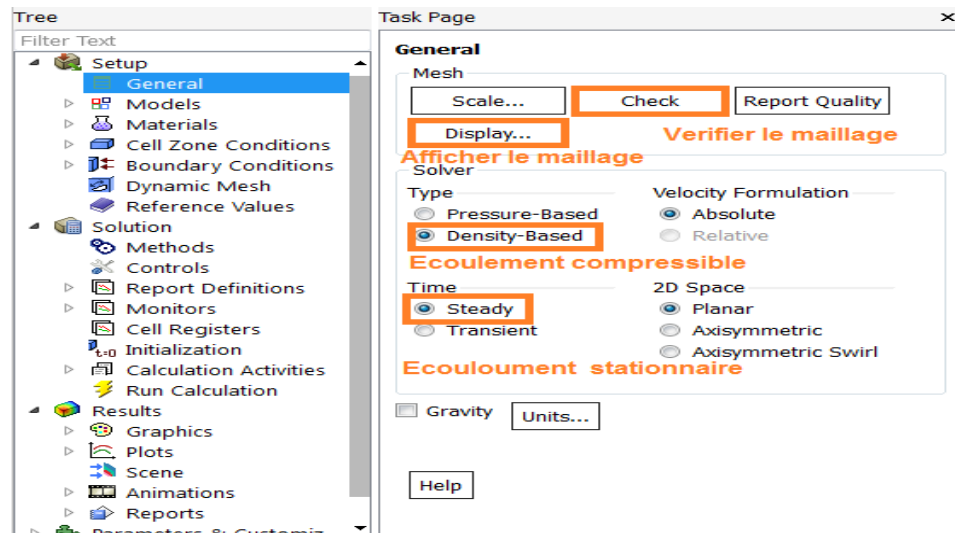 Tree
Filter Text
Setup
General
Models
Materials
Cell Zone Conditions
Boundary Conditions
Dynamic Mesh
Reference Values
Solution
Methods
Controls
Report Definitions
Monitors
Cell Registers
t=0 Initialization
Calculation Activities
Run Calculation
Results
Graphics
Plots
Scene
Animations
Reports
Parameters & Customiz
Task Page
General
Mesh
Scale... Check Report Quality
Display... Verifier le maillage
Afficher le maillage
Solver
Type Velocity Formulation
Pressure-Based Absolute
Density-Based Relative
Ecoulement compressible
Time 2D Space
Steady Planar
Transient Axisymmetric
Axisymmetric Swirl
Ecouloument stationnaire
Gravity Units...
Help